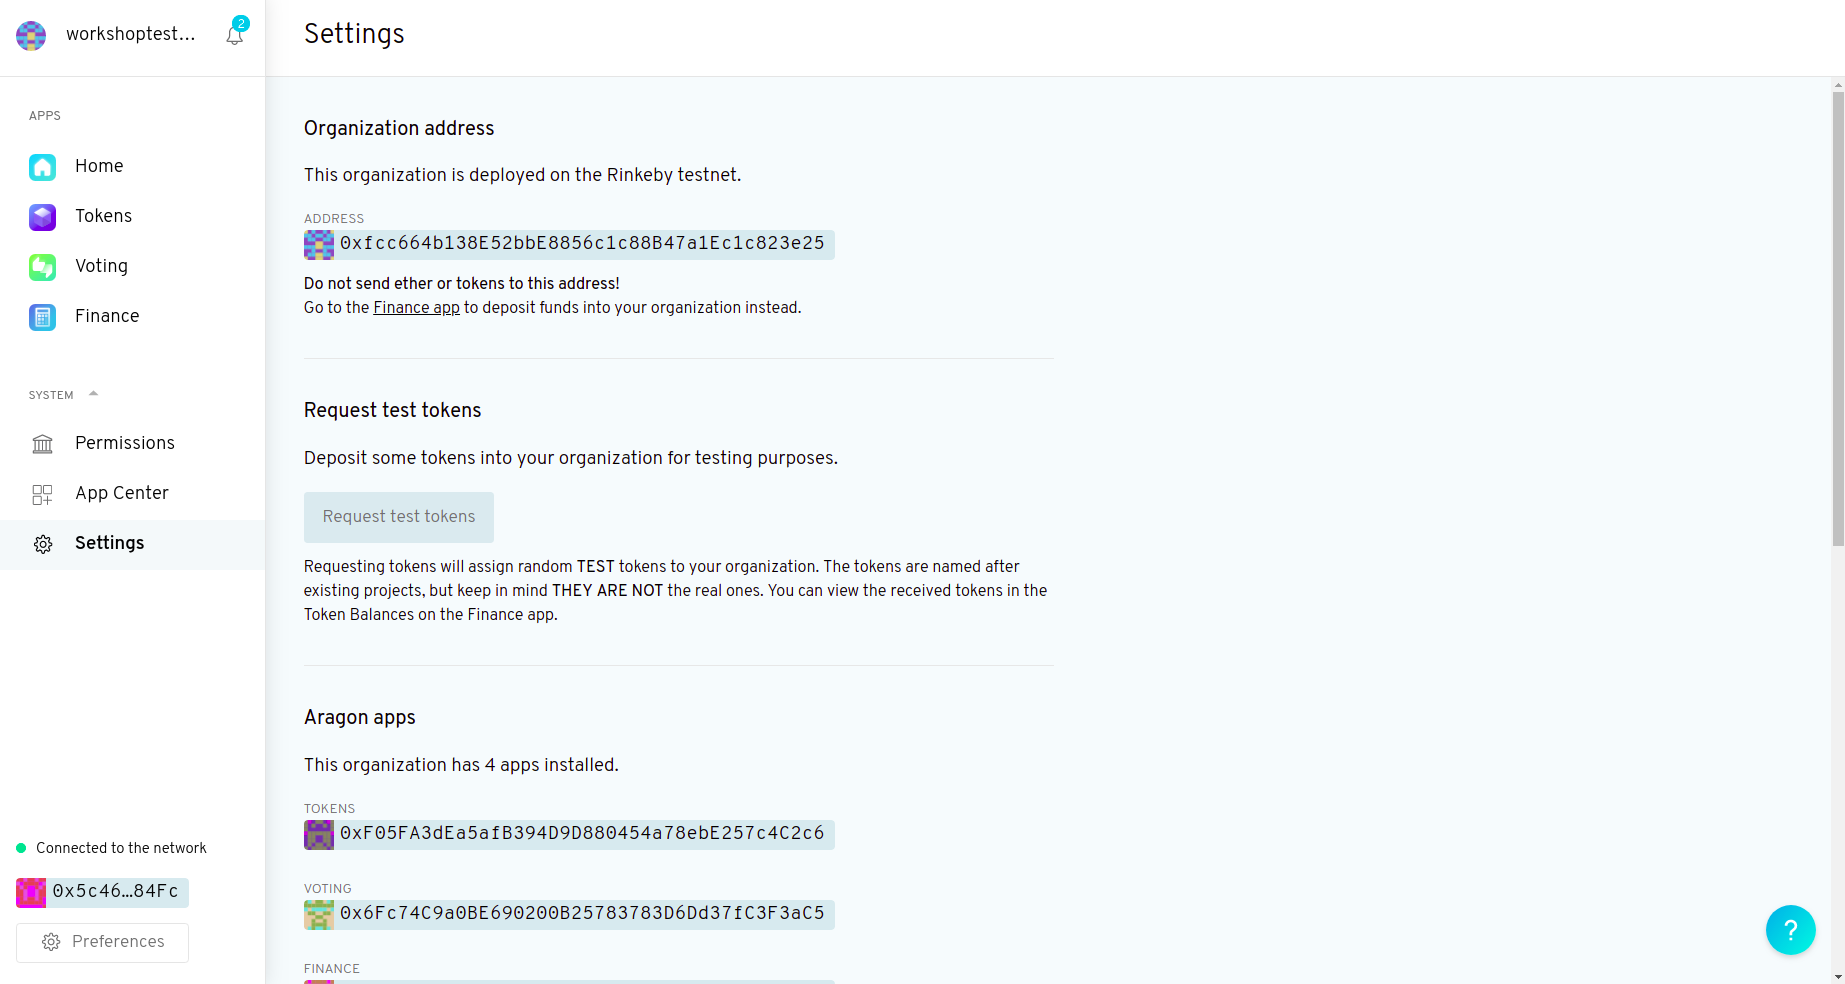 workshoptest...
2
Settings
APPS
Home
Tokens
Voting
Finance
SYSTEM
Permissions
App Center
Settings
Connected to the network
0x5c46…84Fc
Preferences
Organization address
This organization is deployed on the Rinkeby testnet.
ADDRESS
0xfcc664b138E52bbE8856c1c88B47a1Ec1c823e25
Do not send ether or tokens to this address!
Go to the Finance app to deposit funds into your organization instead.
Request test tokens
Deposit some tokens into your organization for testing purposes.
Request test tokens
Requesting tokens will assign random TEST tokens to your organization. The tokens are named after
existing projects, but keep in mind THEY ARE NOT the real ones. You can view the received tokens in the
Token Balances on the Finance app.
Aragon apps
This organization has 4 apps installed.
TOKENS
0xF05FA3dEa5afB394D9D880454a78ebE257c4C2c6
VOTING
0x6Fc74C9a0BE690200B25783783D6Dd37fC3F3aC5
FINANCE
?